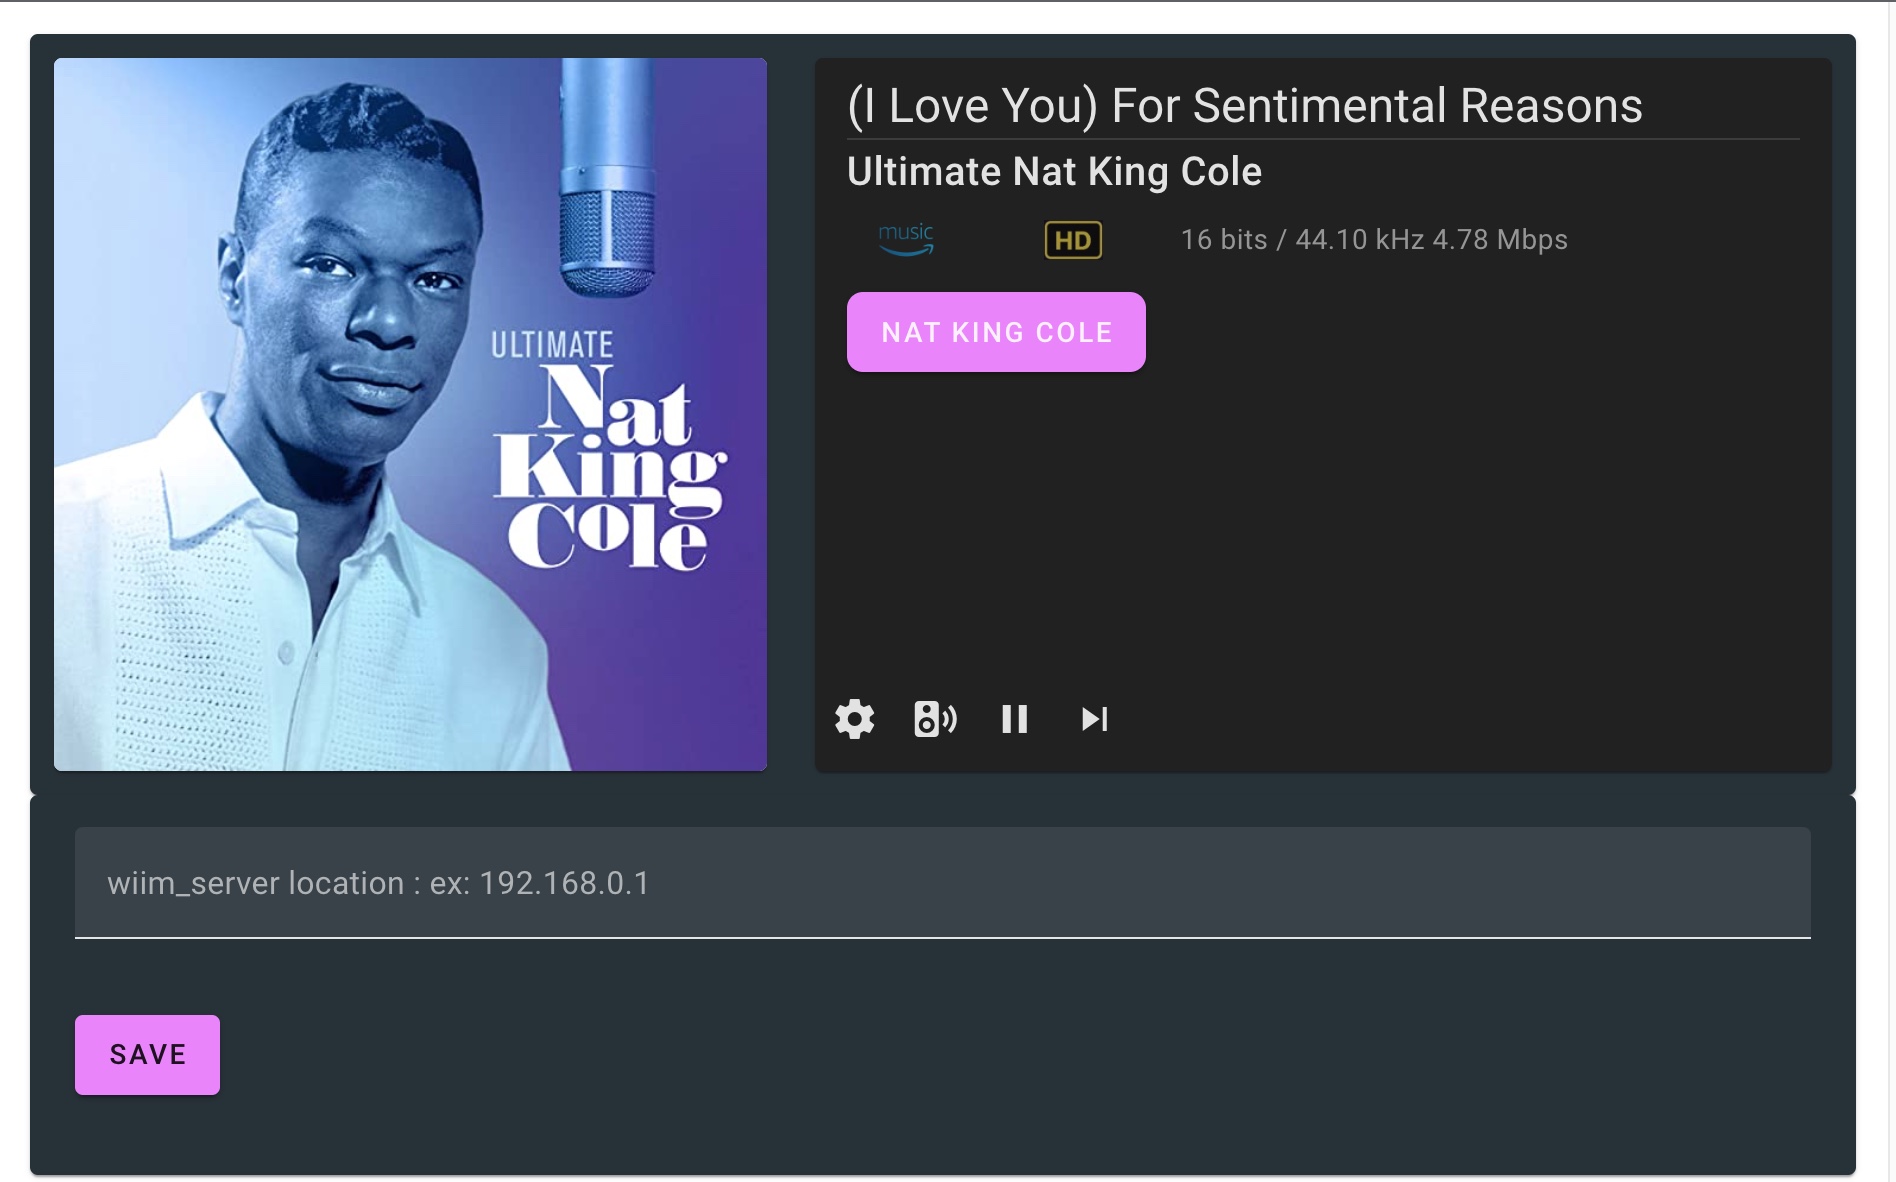 ULTIMATE
Nat
King
Cole
(I Love You) For Sentimental Reasons
Ultimate Nat King Cole
music
HD
16 bits / 44.10 kHz 4.78 Mbps
NAT KING COLE
wiim_server location : ex: 192.168.0.1
SAVE